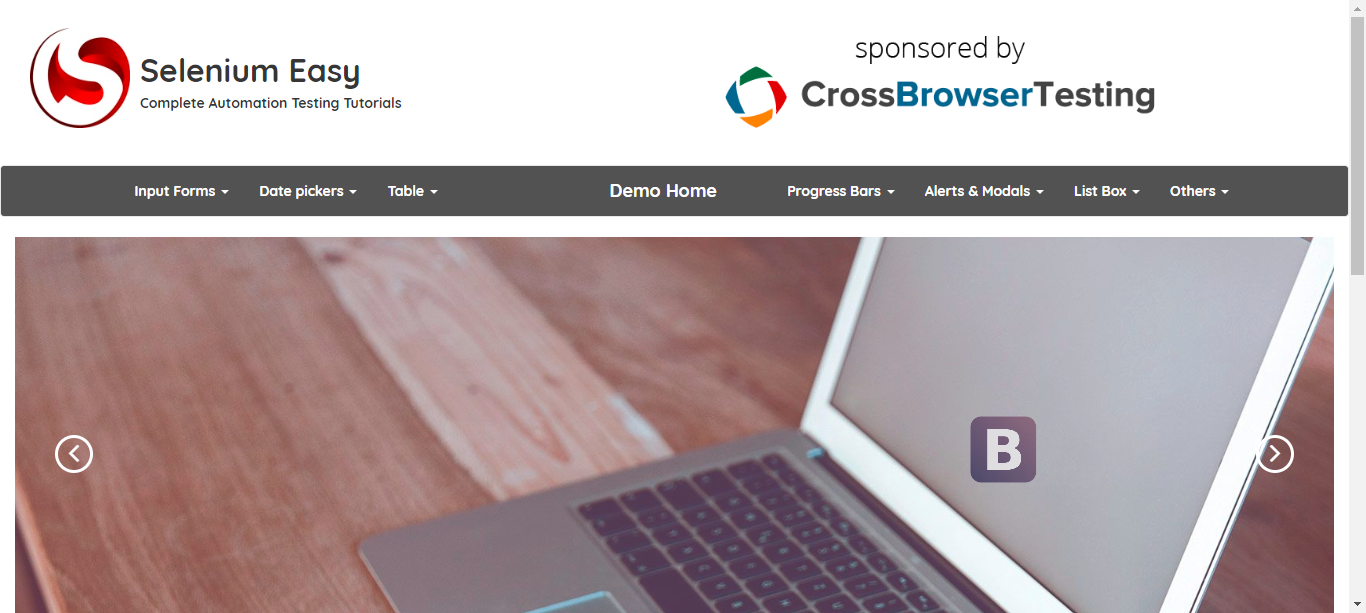 Selenium Easy
Complete Automation Testing Tutorials
sponsored by
CrossBrowserTesting
Input Forms Date pickers Table Demo Home Progress Bars Alerts & Modals List Box Others
B